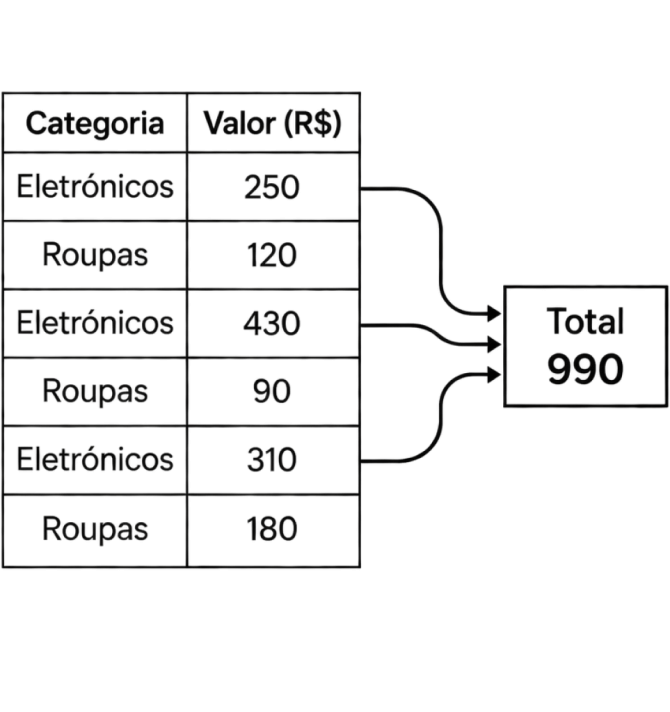 Categoria Valor (R$)
Eletrónicos 250
Roupas 120
Eletrónicos 430
Roupas 90
Eletrónicos 310
Roupas 180
Total
990